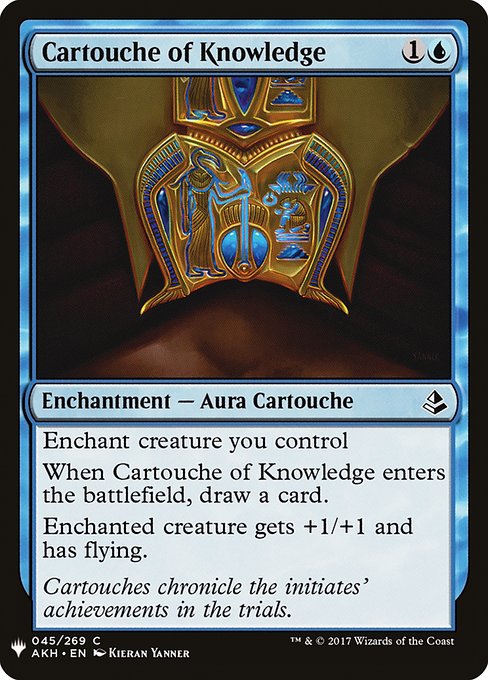 Cartouche of Knowledge 1
YANNER
Enchantment — Aura Cartouche
Enchant creature you control
When Cartouche of Knowledge enters
the battlefield, draw a card.
Enchanted creature gets +1/+1 and
has flying.
Cartouches chronicle the initiates’
achievements in the trials.
045/269 C
™ & © 2017 Wizards of the Coast
AKH • EN Kieran Yanner